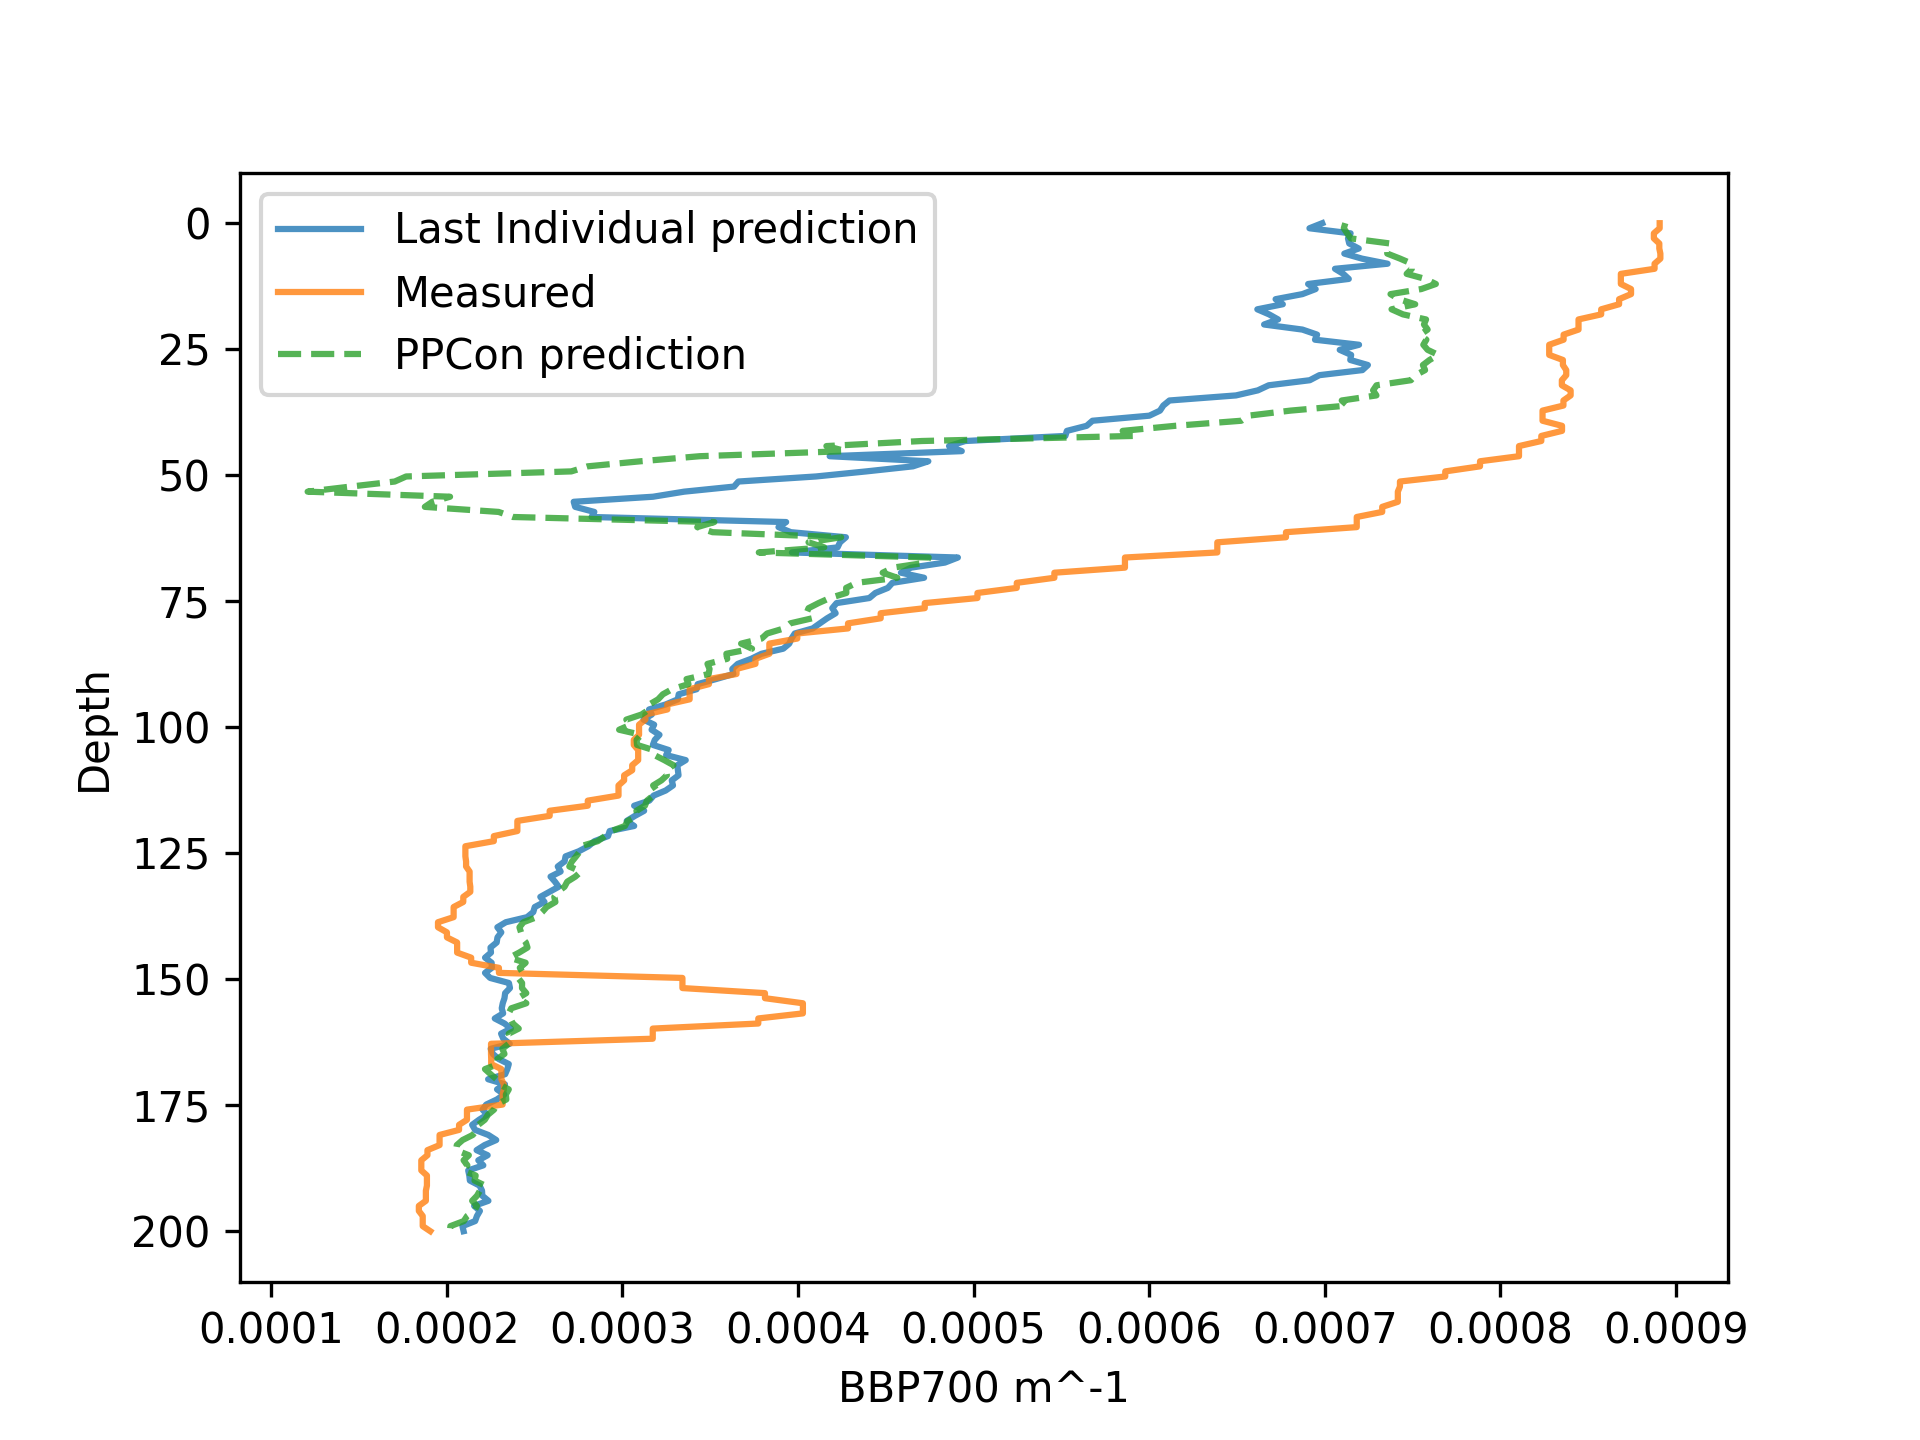 Last Individual prediction
Measured
PPCon prediction
0
25
50
75
100
125
150
175
200
Depth
0.0001 0.0002 0.0003 0.0004 0.0005 0.0006 0.0007 0.0008 0.0009
BBP700 m^-1